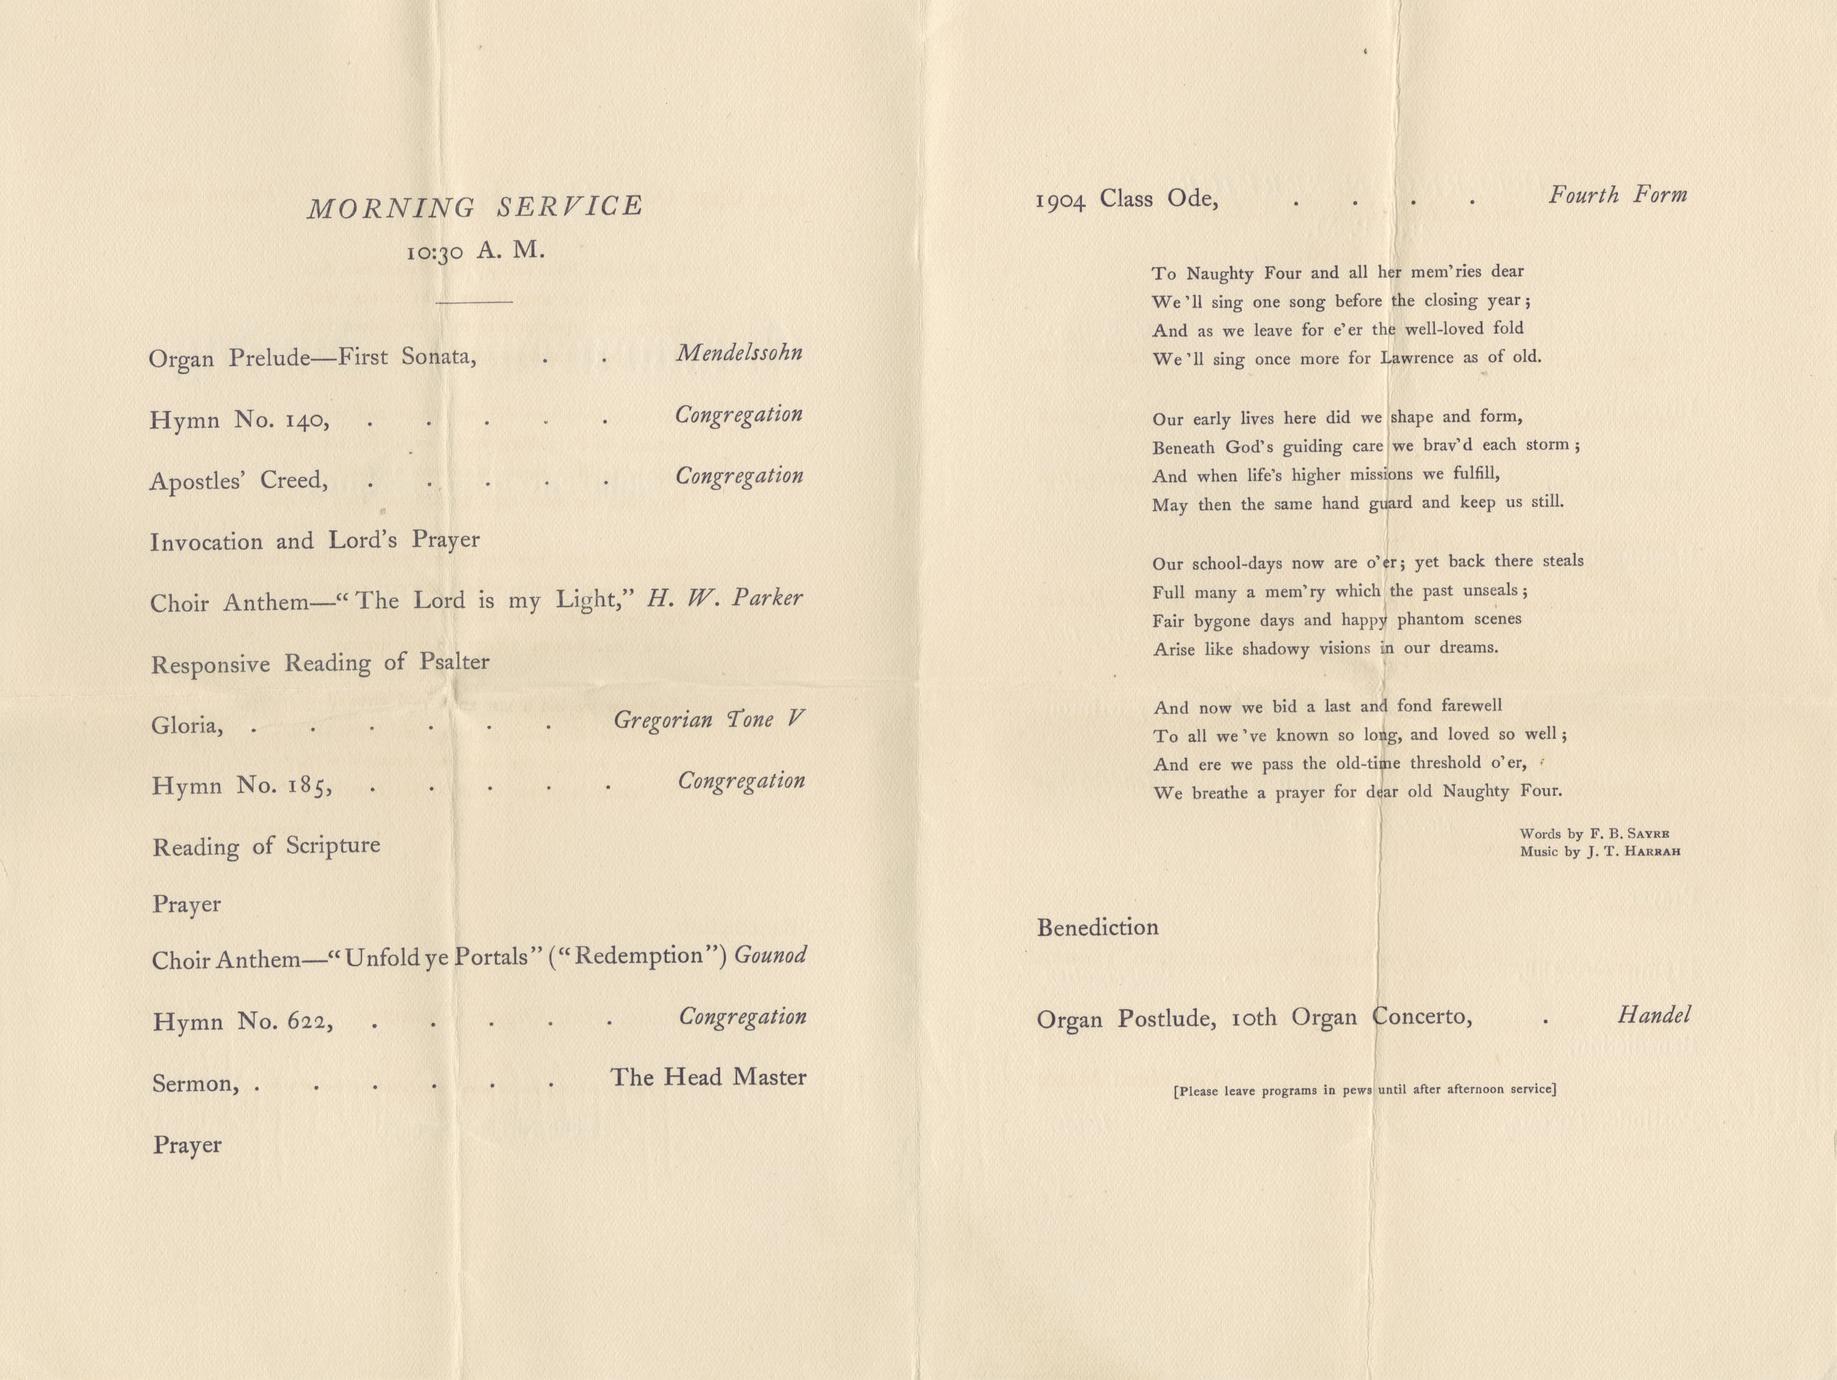 MORNING SERVICE
10:30 A. M.
Organ Prelude—First Sonata, . . Mendelssohn
Hymn No. 140, . . . . . Congregation
Apostles' Creed, . . . . . Congregation
Invocation and Lord's Prayer
Choir Anthem—“The Lord is my Light,” H. W. Parker
Responsive Reading of Psalter
Gloria, . . . . . . Gregorian Tone V
Hymn No. 185, . . . . . Congregation
Reading of Scripture
Prayer
Choir Anthem—“Unfold ye Portals” (“Redemption”) Gounod
Hymn No. 622, . . . . . Congregation
Sermon, . . . . . . The Head Master
Prayer
1904 Class Ode, . . . . Fourth Form
To Naughty Four and all her mem'ries dear
We'll sing one song before the closing year;
And as we leave for e'er the well-loved fold
We'll sing once more for Lawrence as of old.
Our early lives here did we shape and form,
Beneath God's guiding care we brav'd each storm;
And when life's higher missions we fulfill,
May then the same hand guard and keep us still.
Our school-days now are o'er; yet back there steals
Full many a mem'ry which the past unseals;
Fair bygone days and happy phantom scenes
Arise like shadowy visions in our dreams.
And now we bid a last and fond farewell
To all we've known so long, and loved so well;
And ere we pass the old-time threshold o'er,
We breathe a prayer for dear old Naughty Four.
Words by F. B. SAYRE
Music by J. T. HARRAH
Benediction
Organ Postlude, 10th Organ Concerto, . Handel
[Please leave programs in pews until after afternoon service]